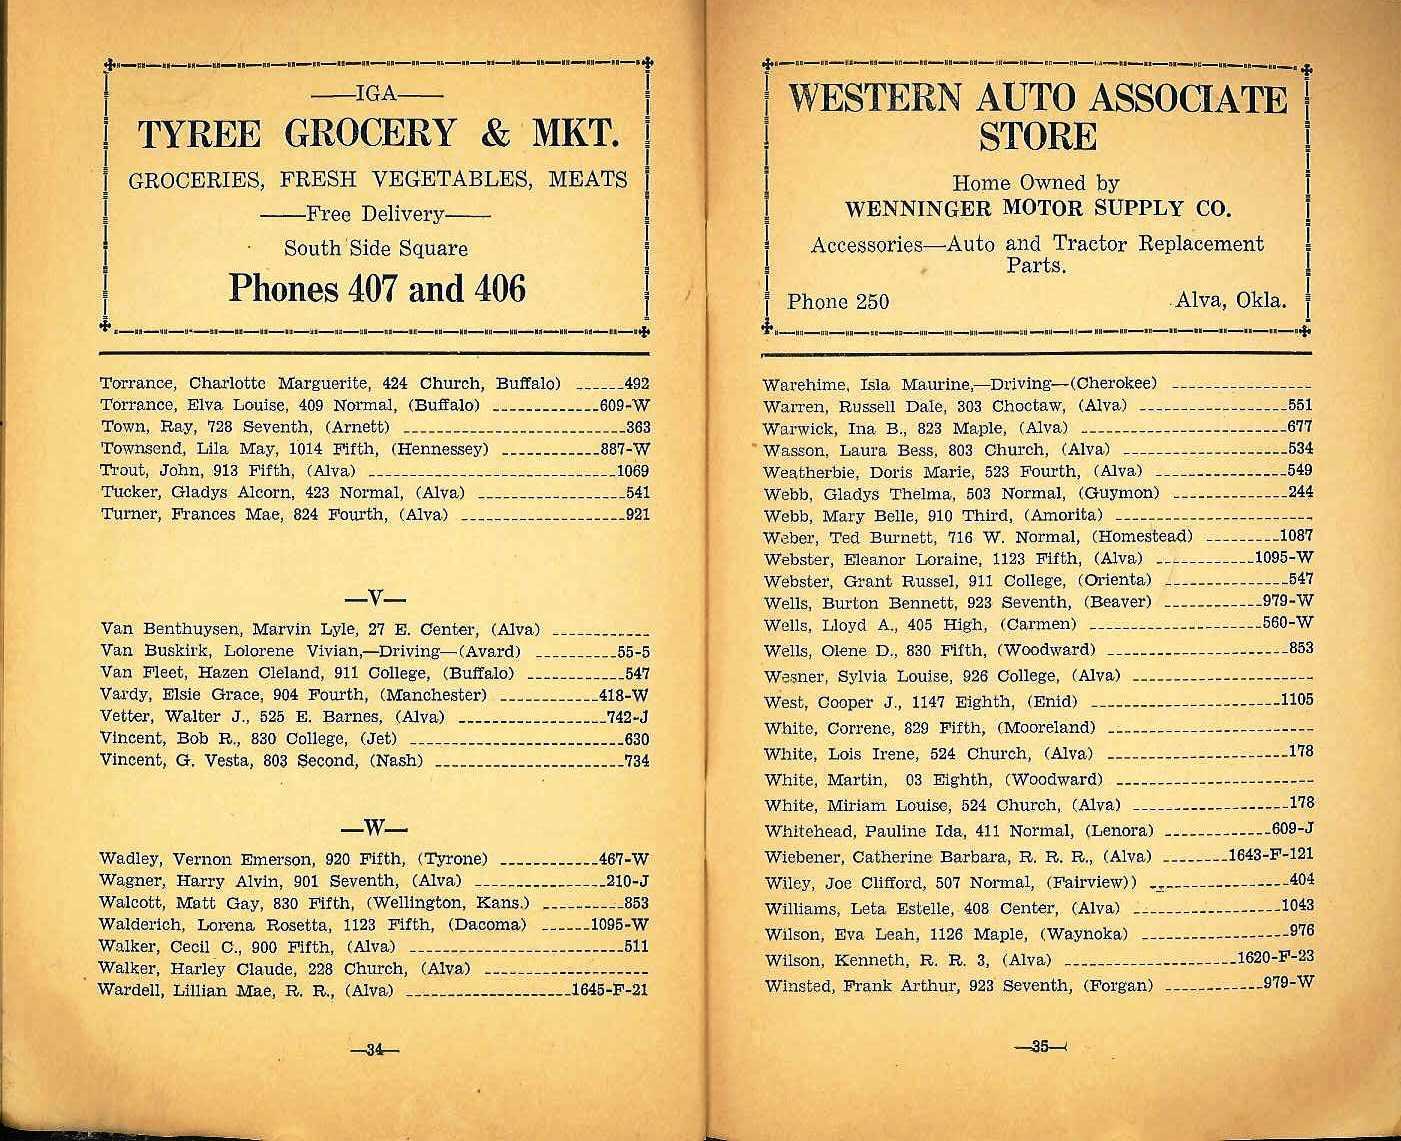 ——IGA——
TYREE GROCERY & MKT.
GROCERIES, FRESH VEGETABLES, MEATS
——Free Delivery——
South Side Square
Phones 407 and 406
Torrance, Charlotte Marguerite, 424 Church, Buffalo) ------492
Torrance, Elva Louise, 409 Normal, (Buffalo) -------------609-W
Town, Ray, 728 Seventh, (Arnett) ---------------------------363
Townsend, Lila May, 1014 Fifth, (Hennessey) ------------887-W
Trout, John, 913 Fifth, (Alva) ------------------------------1069
Tucker, Gladys Alcorn, 423 Normal, (Alva) ------------------541
Turner, Frances Mae, 824 Fourth, (Alva) --------------------921
—V—
Van Benthuysen, Marvin Lyle, 27 E. Center, (Alva) ------------
Van Buskirk, Lolorene Vivian,—Driving—(Avard) ----------55-5
Van Fleet, Hazen Cleland, 911 College, (Buffalo) ------------547
Vardy, Elsie Grace, 904 Fourth, (Manchester) ------------418-W
Vetter, Walter J., 525 E. Barnes, (Alva) ------------------742-J
Vincent, Bob R., 830 College, (Jet) --------------------------630
Vincent, G. Vesta, 803 Second, (Nash) -----------------------734
—W—
Wadley, Vernon Emerson, 920 Fifth, (Tyrone) ------------467-W
Wagner, Harry Alvin, 901 Seventh, (Alva) ----------------210-J
Walcott, Matt Gay, 830 Fifth, (Wellington, Kans.) ----------853
Walderich, Lorena Rosetta, 1123 Fifth, (Dacoma) ------1095-W
Walker, Cecil C., 900 Fifth, (Alva) --------------------------511
Walker, Harley Claude, 228 Church, (Alva) --------------------
Wardell, Lillian Mae, R. R., (Alva) --------------------1645-F-21
—34—
WESTERN AUTO ASSOCIATE
STORE
Home Owned by
WENNINGER MOTOR SUPPLY CO.
Accessories—Auto and Tractor Replacement
Parts.
Phone 250 Alva, Okla.
Warehime, Isla Maurine,—Driving—(Cherokee) -----------------
Warren, Russell Dale, 303 Choctaw, (Alva) ------------------551
Warwick, Ina B., 823 Maple, (Alva) -------------------------677
Wasson, Laura Bess, 803 Church, (Alva) --------------------534
Weatherbie, Doris Marie, 523 Fourth, (Alva) ----------------549
Webb, Gladys Thelma, 503 Normal, (Guymon) --------------244
Webb, Mary Belle, 910 Third, (Amorita) ------------------------
Weber, Ted Burnett, 716 W. Normal, (Homestead) ---------1087
Webster, Eleanor Loraine, 1123 Fifth, (Alva) ------------1095-W
Webster, Grant Russel, 911 College, (Orienta) ---------------547
Wells, Burton Bennett, 923 Seventh, (Beaver) ------------979-W
Wells, Lloyd A., 405 High, (Carmen) ---------------------560-W
Wells, Olene D., 830 Fifth, (Woodward) ----------------------853
Wesner, Sylvia Louise, 926 College, (Alva) ----------------------
West, Cooper J., 1147 Eighth, (Enid) -----------------------1105
White, Correne, 829 Fifth, (Mooreland) -------------------------
White, Lois Irene, 524 Church, (Alva) -----------------------178
White, Martin, 03 Eighth, (Woodward) ------------------------
White, Miriam Louise, 524 Church, (Alva) -------------------178
Whitehead, Pauline Ida, 411 Normal, (Lenora) -------------609-J
Wiebener, Catherine Barbara, R. R. R., (Alva) --------1643-F-121
Wiley, Joe Clifford, 507 Normal, (Fairview)) -----------------404
Williams, Leta Estelle, 408 Center, (Alva) ------------------1043
Wilson, Eva Leah, 1126 Maple, (Waynoka) ------------------976
Wilson, Kenneth, R. R. 3, (Alva) ---------------------1620-F-23
Winsted, Frank Arthur, 923 Seventh, (Forgan) ------------979-W
—35—